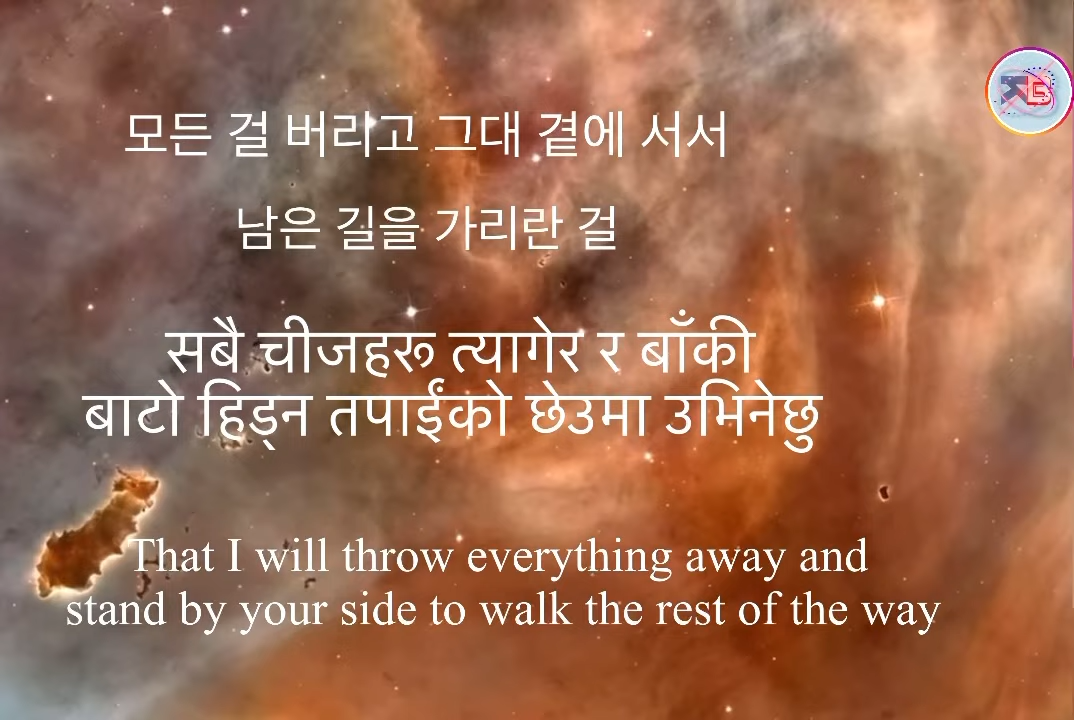 모든 걸 버리고 그대 곁에 서서
남은 길을 가리란 걸
सबै चीजहरू त्यागेर र बाँकी
बाटो हिड्न तपाईंको छेउमा उभिनेछु
That I will throw everything away and
stand by your side to walk the rest of the way